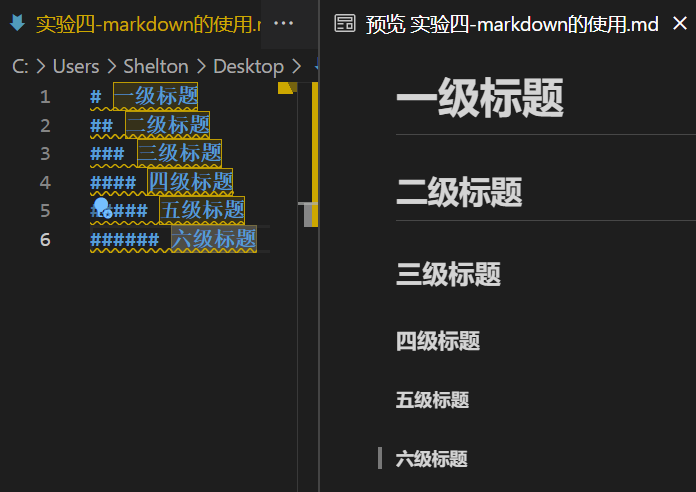 实验四-markdown的使用.m
C: > Users > Shelton > Desktop >
1 # 一级标题
2 ## 二级标题
3 ### 三级标题
4 #### 四级标题
5 ##### 五级标题
6 ###### 六级标题
预览 实验四-markdown的使用.md
一级标题
二级标题
三级标题
四级标题
五级标题
六级标题